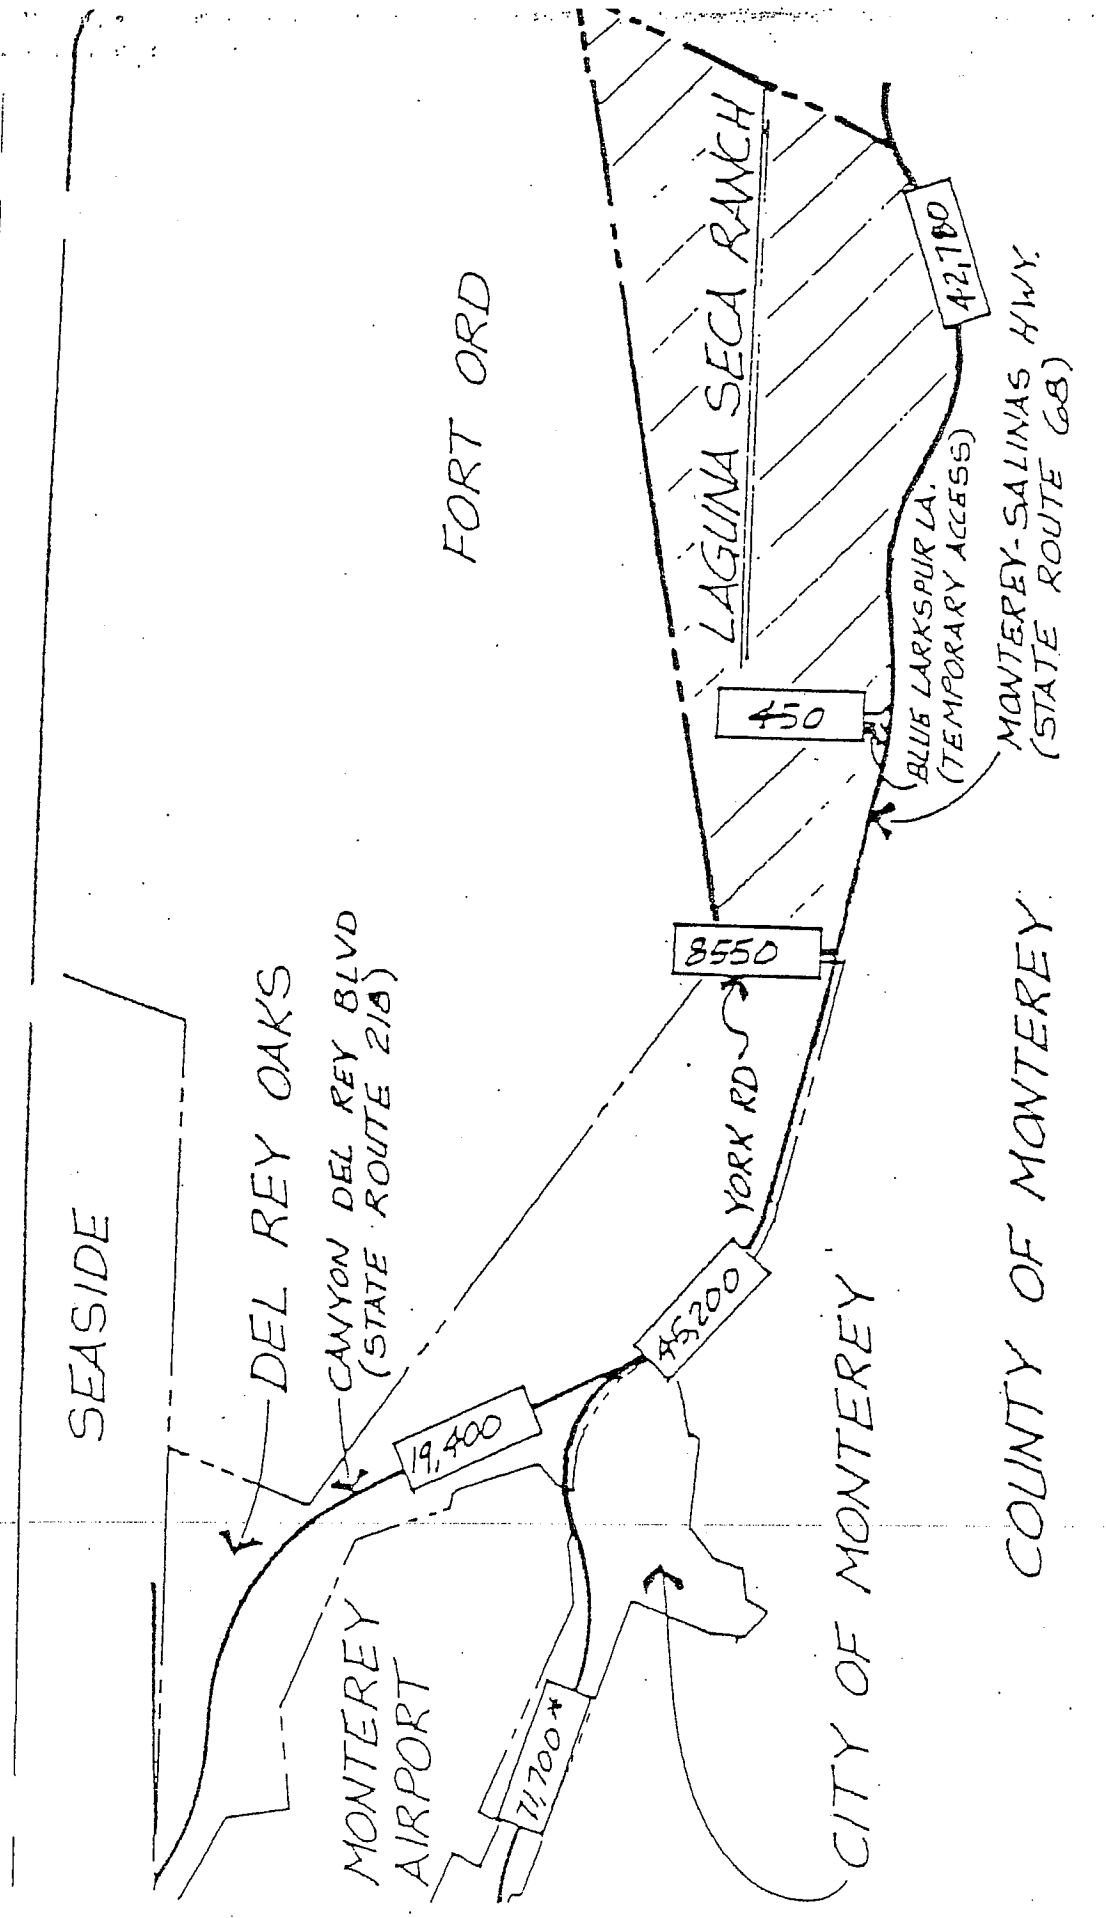 SEASIDE
DEL REY OAKS
CANYON DEL REY BLVD
(STATE ROUTE 218)
FORT ORD
MONTEREY
AIRPORT
19,400
71,700*
45,200
YORK RD
8550
450
LAGUNA SECA RANCH
42,700
BLUE LARKSPUR LA.
(TEMPORARY ACCESS)
MONTEREY-SALINAS HWY.
(STATE ROUTE 68)
CITY OF MONTEREY
COUNTY OF MONTEREY